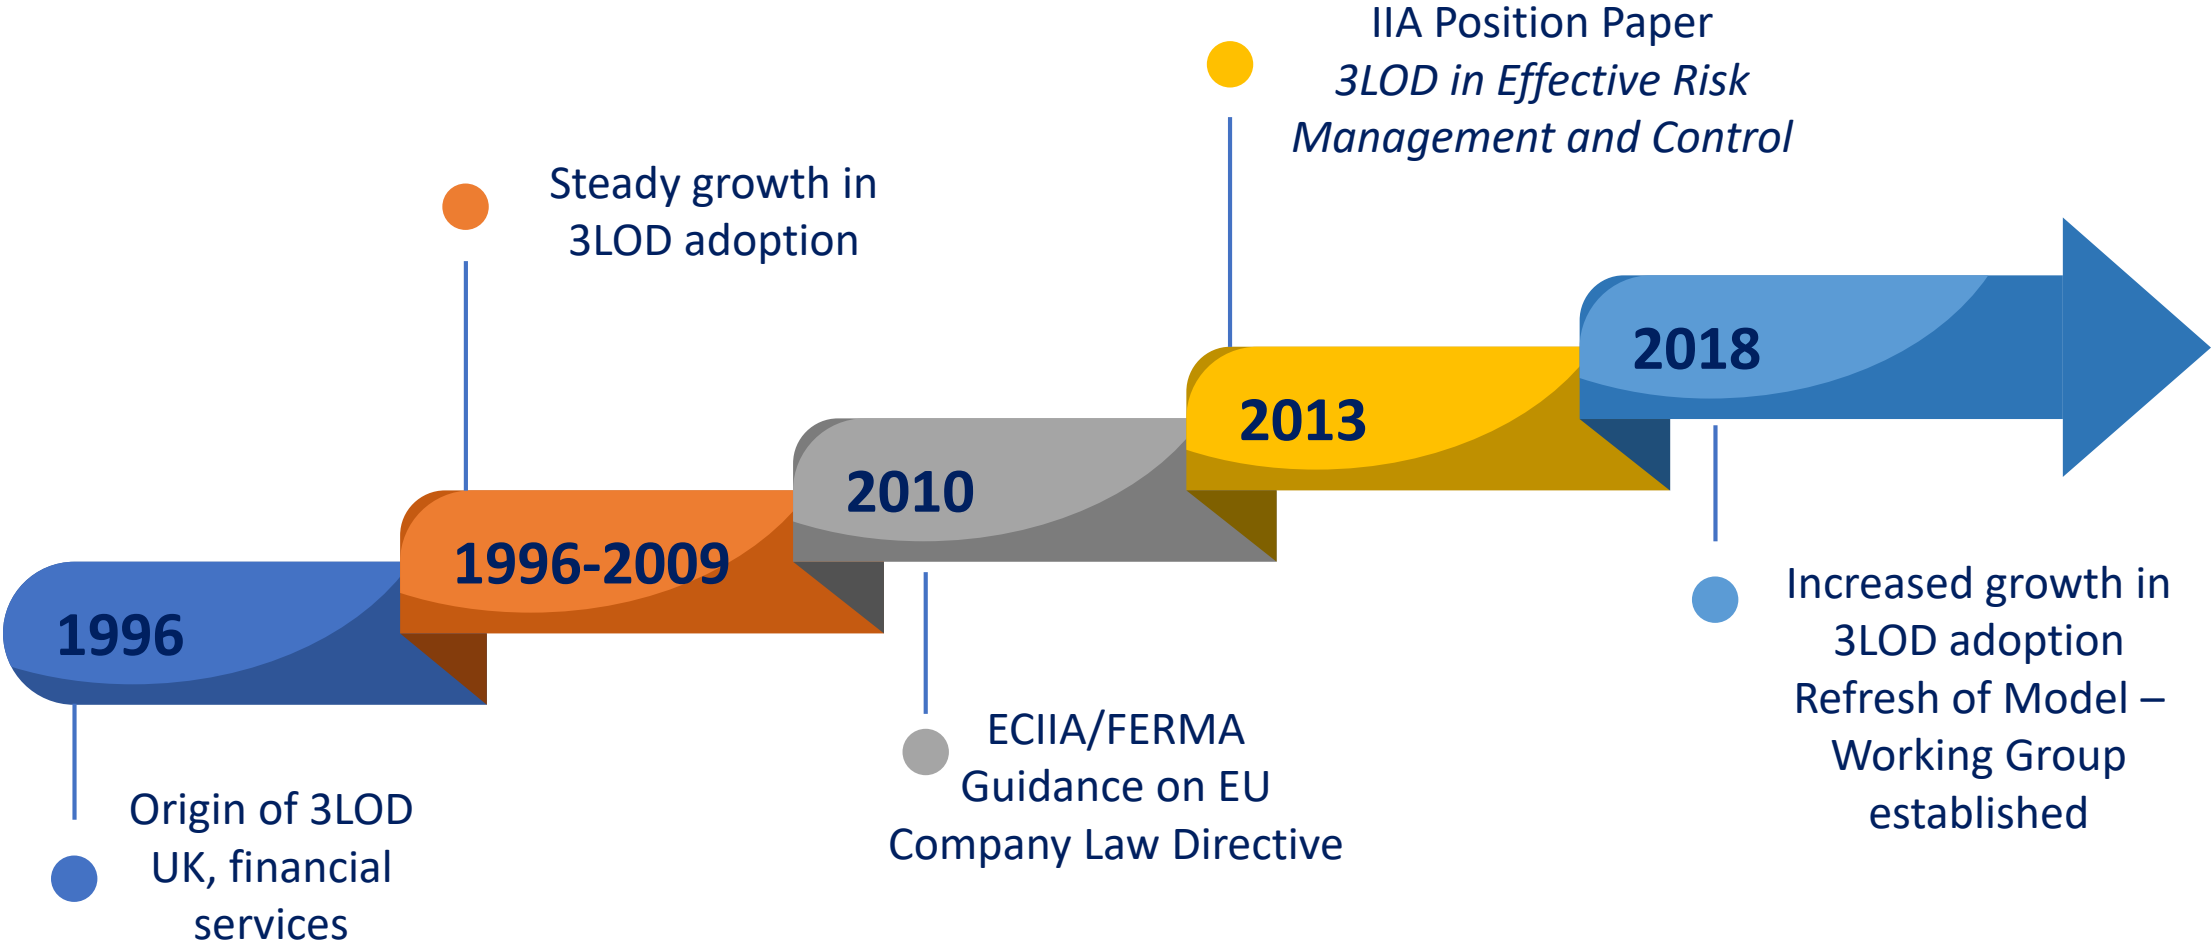 1996
Origin of 3LOD
UK, financial
services
1996-2009
Steady growth in
3LOD adoption
2010
ECIIA/FERMA
Guidance on EU
Company Law Directive
2013
IIA Position Paper
3LOD in Effective Risk
Management and Control
2018
Increased growth in
3LOD adoption
Refresh of Model –
Working Group
established